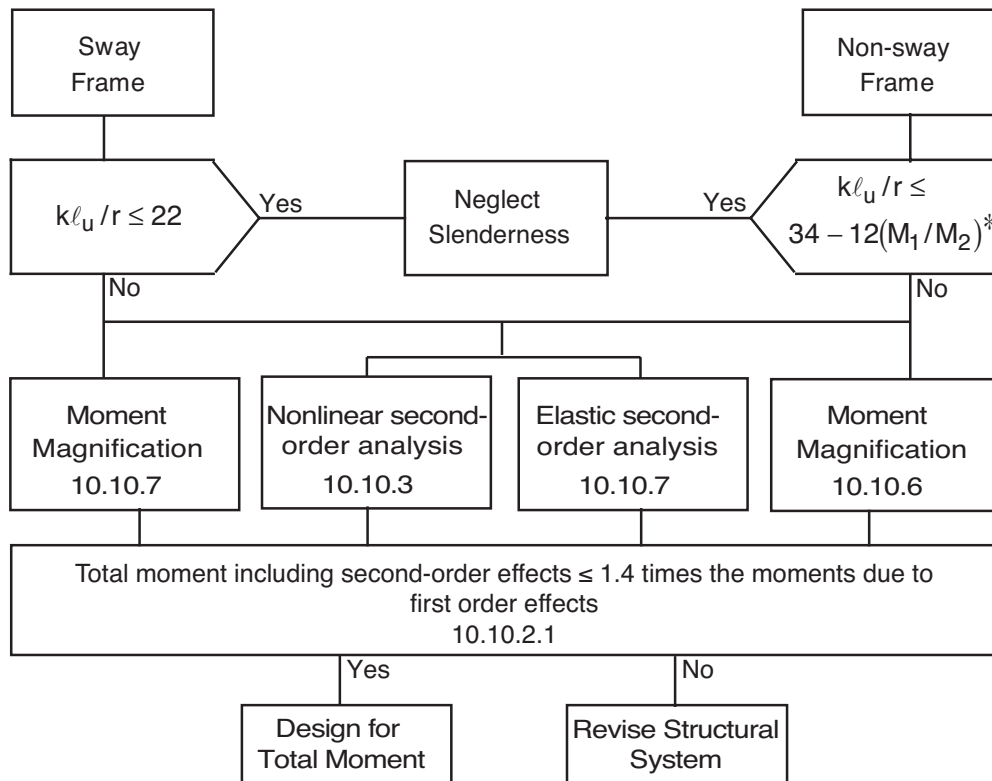 Sway
Frame
Non-sway
Frame
kℓu/r ≤ 22
Yes
Neglect
Slenderness
Yes
kℓu/r ≤
34 – 12(M1/M2)*
No
No
Moment
Magnification
10.10.7
Nonlinear second-
order analysis
10.10.3
Elastic second-
order analysis
10.10.7
Moment
Magnification
10.10.6
Total moment including second-order effects ≤ 1.4 times the moments due to
first order effects
10.10.2.1
Yes
No
Design for
Total Moment
Revise Structural
System